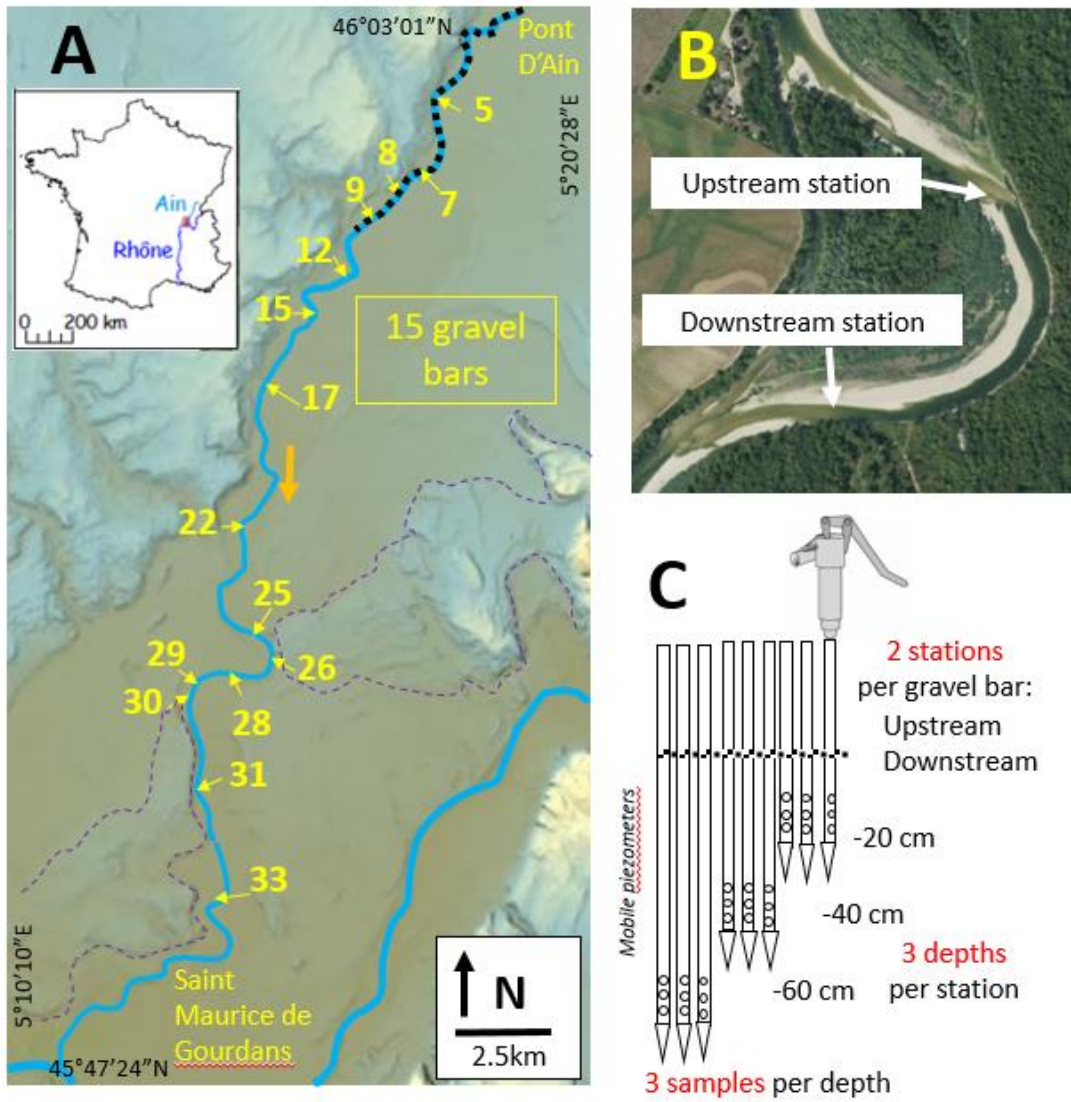 A
46°03’01”N
Pont
D’Ain
5°20’28”E
5
8
7
9
12
15
15 gravel
bars
17
22
25
26
29
28
30
31
33
Ain
Rhône
0 200 km
5°10’10”E
Saint
Maurice de
Gourdans
45°47’24”N
N
2.5km
B
Upstream station
Downstream station
C
2 stations
per gravel bar:
Upstream
Downstream
Mobile piezometers
-20 cm
-40 cm
3 depths
-60 cm per station
3 samples per depth